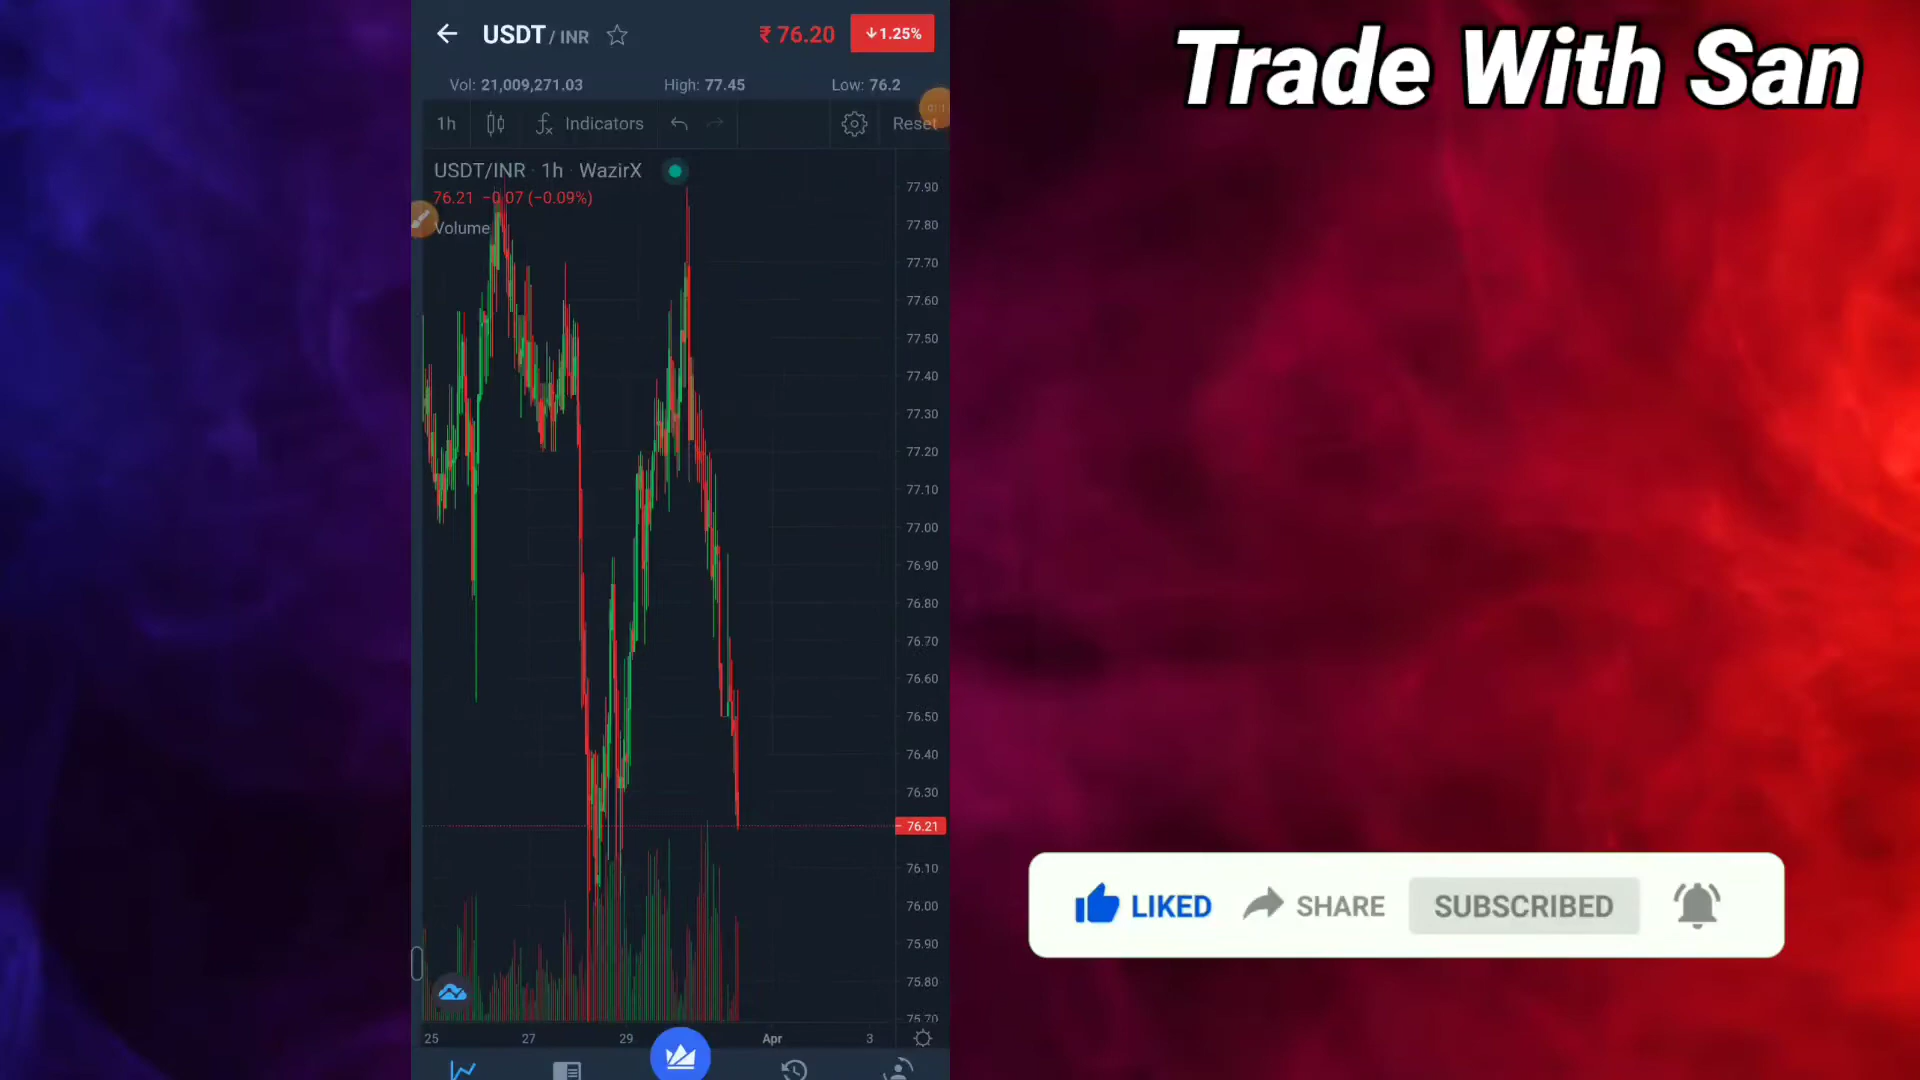 USDT / INR
₹ 76.20
1.25%
Trade With San
Vol: 21,009,271.03
High: 77.45
Low: 76.2
1h
Indicators
Reset
USDT/INR · 1h · WazirX
76.21 −0.07 (−0.09%)
Volume
77.90
77.80
77.70
77.60
77.50
77.40
77.30
77.20
77.10
77.00
76.90
76.80
76.70
76.60
76.50
76.40
76.30
76.21
76.10
76.00
75.90
75.80
75.70
25
27
29
Apr
3
LIKED
SHARE
SUBSCRIBED